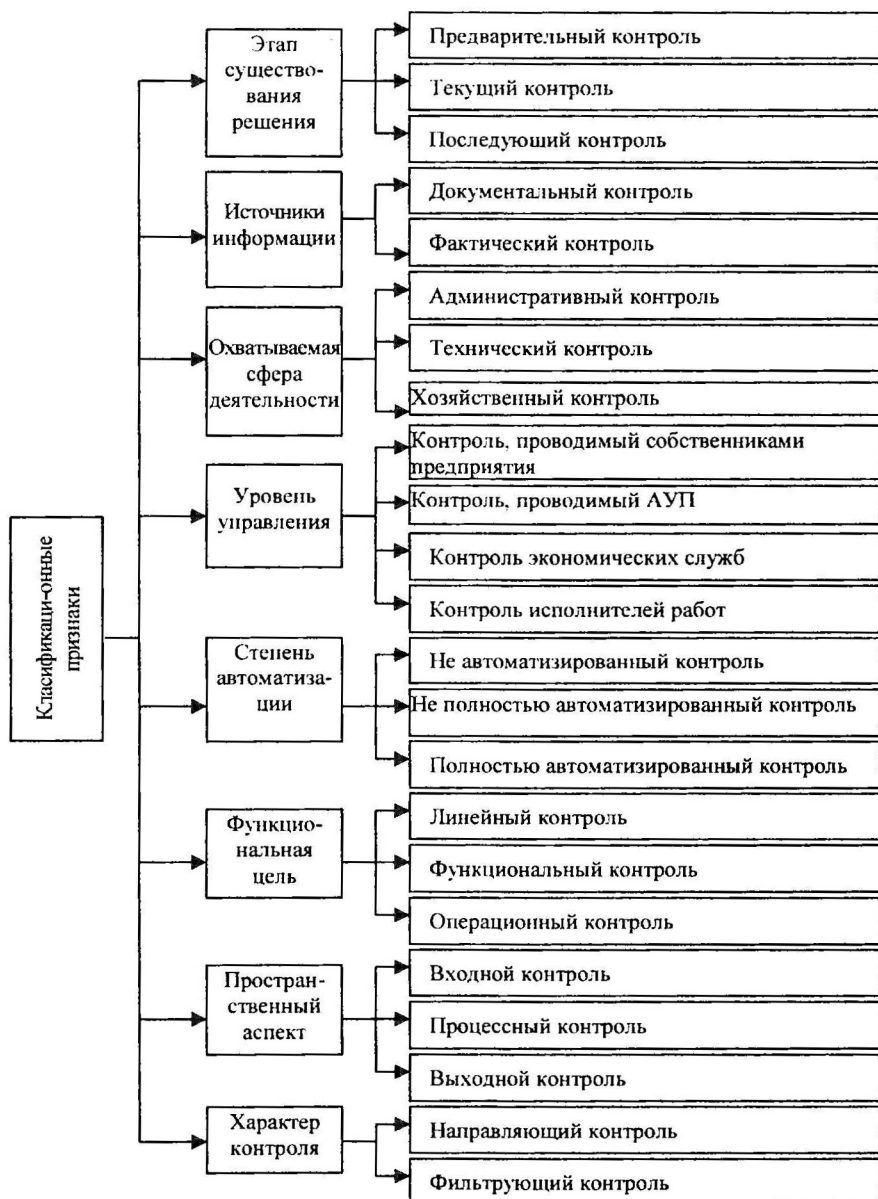 Класификаци-онные
признаки
Этап
существо-
вания
решения
Предварительный контроль
Текущий контроль
Последуюший контроль
Источники
информации
Документальный контроль
Фактический контроль
Охватываемая
сфера
деятельности
Административный контроль
Технический контроль
Хозяйственный контроль
Уровень
управления
Контроль, проводимый собственниками
предприятия
Контроль, проводимый АУП
Контроль экономических служб
Контроль исполнителей работ
Степень
автоматиза-
ции
Не автоматизированный контроль
Не полностью автоматизированный контроль
Полностью автоматизированный контроль
Функцио-
нальная
цель
Линейный контроль
Функциональный контроль
Операционный контроль
Простран-
ственный
аспект
Входной контроль
Процессный контроль
Выходной контроль
Характер
контроля
Направляющий контроль
Фильтрующий контроль